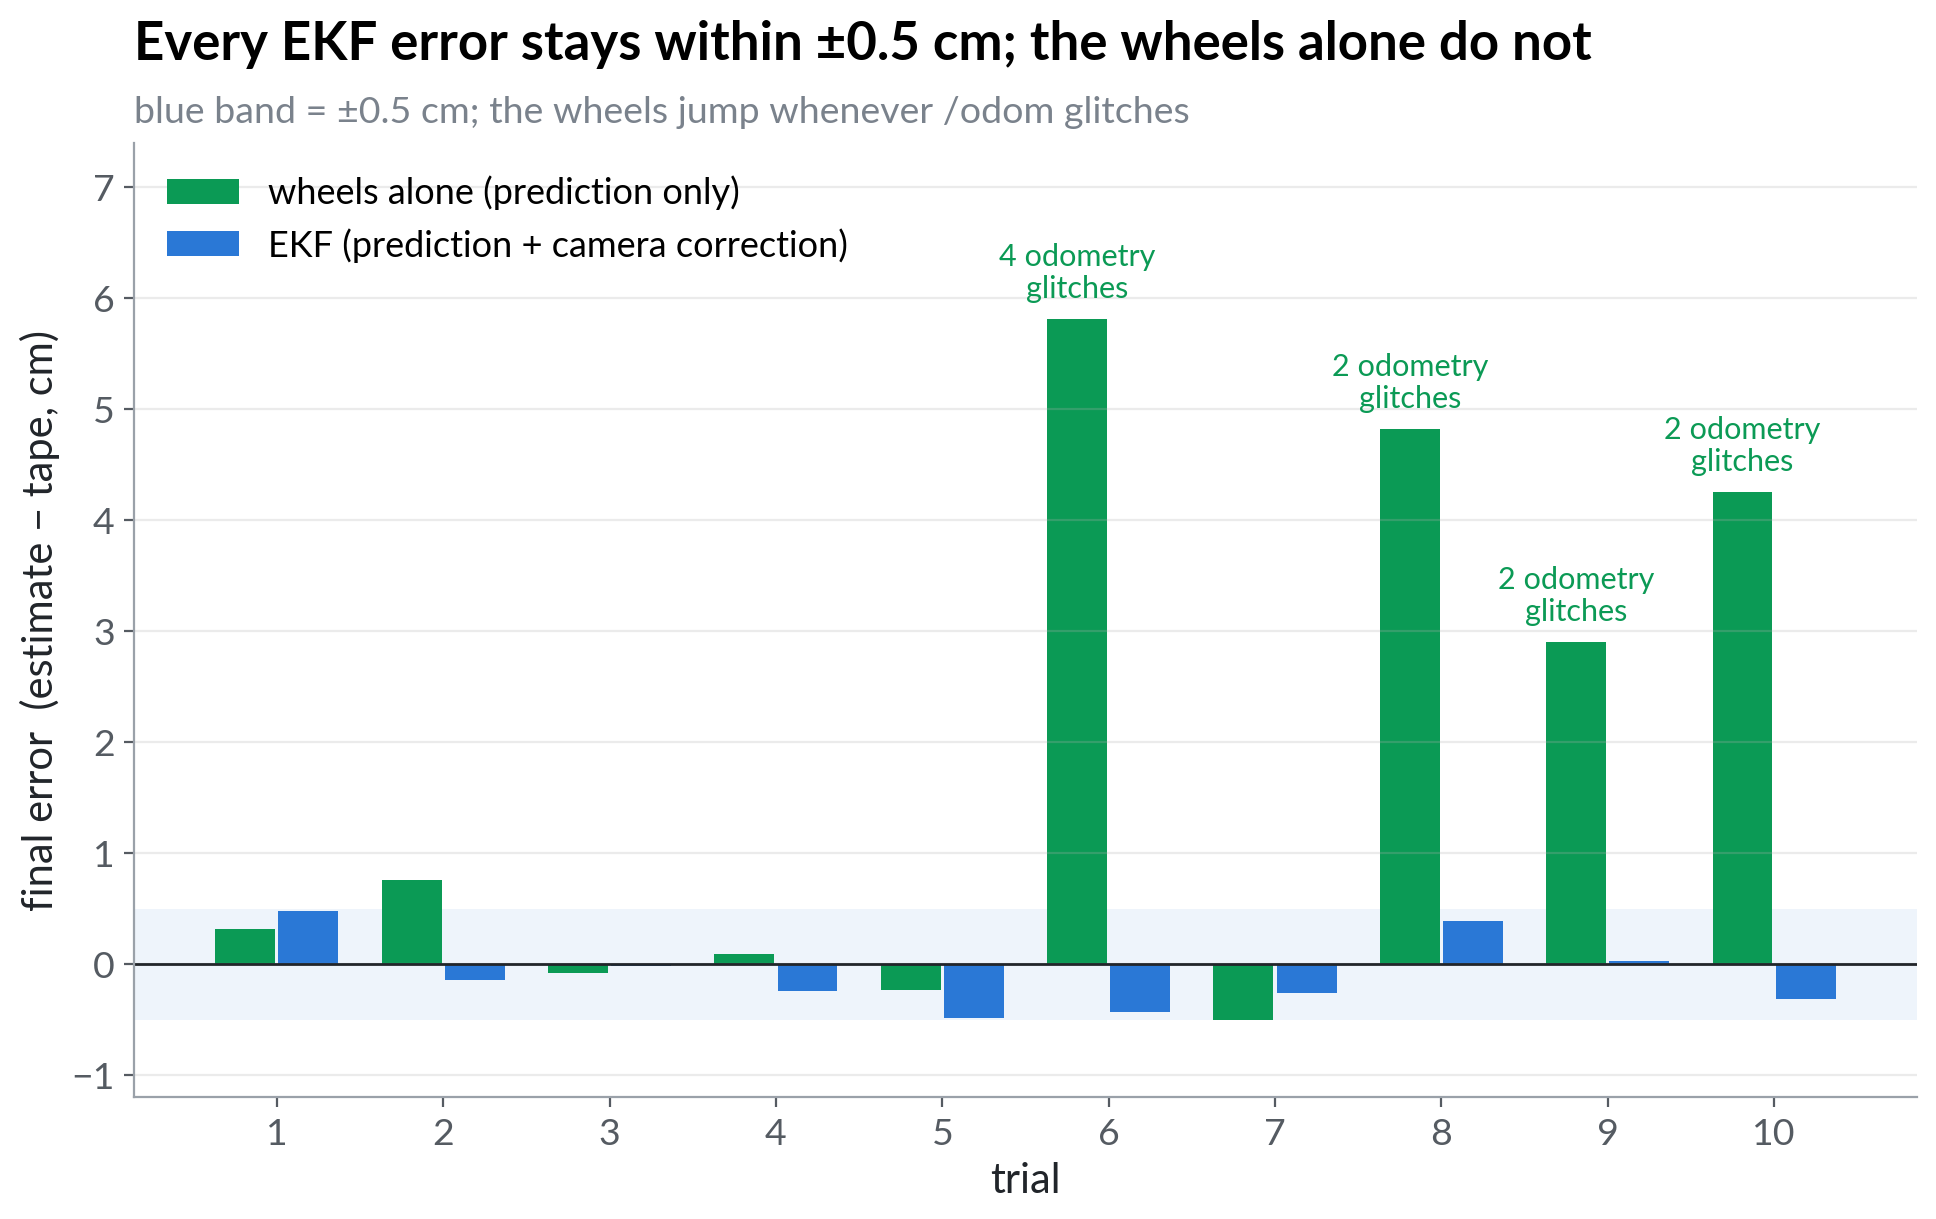 Every EKF error stays within ±0.5 cm; the wheels alone do not
blue band = ±0.5 cm; the wheels jump whenever /odom glitches
wheels alone (prediction only)
EKF (prediction + camera correction)
4 odometry
glitches
2 odometry
glitches
2 odometry
glitches
2 odometry
glitches
final error (estimate − tape, cm)
7
6
5
4
3
2
1
0
−1
1 2 3 4 5 6 7 8 9 10
trial